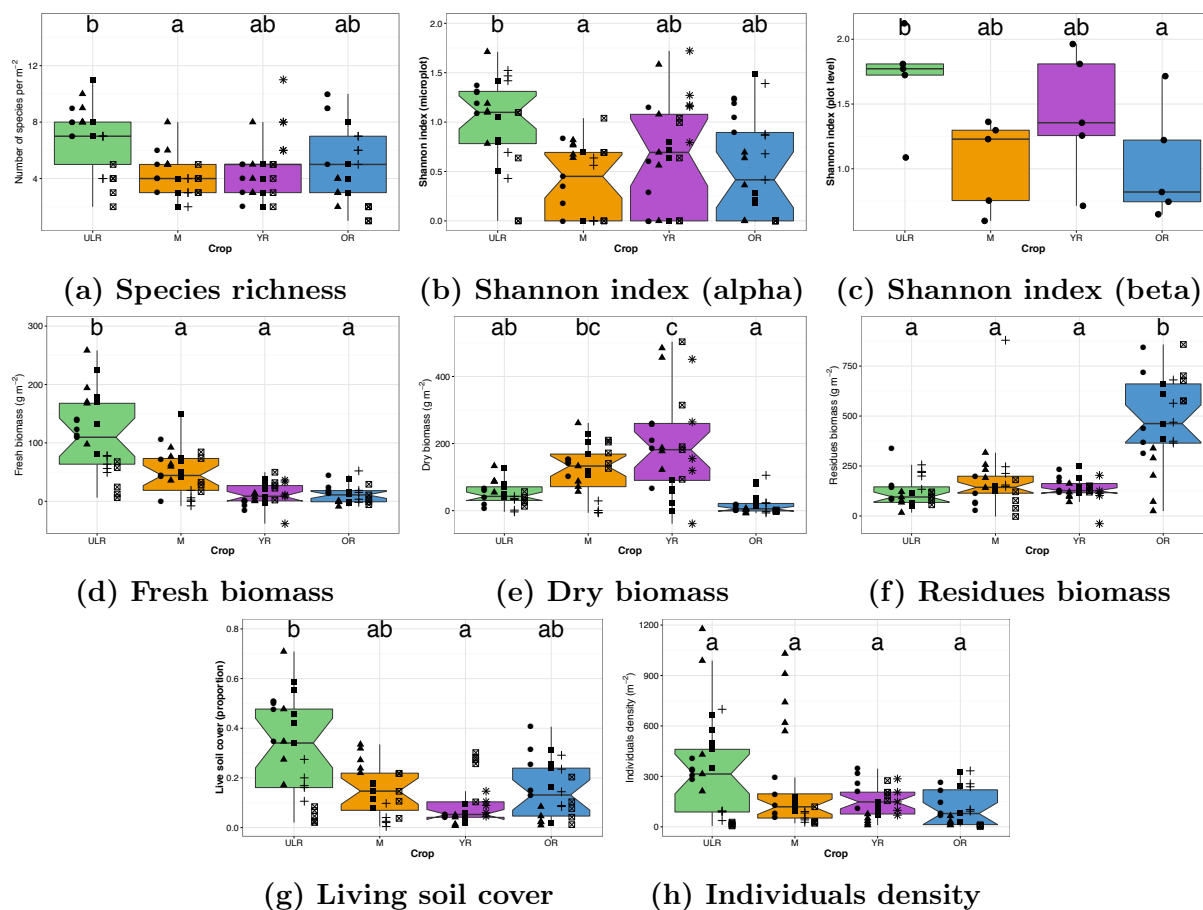 b a ab ab
Number of species per m⁻²
12
8
4
ULR M YR OR
Crop
(a) Species richness
b a ab ab
Shannon index (microplot)
2.0
1.5
1.0
0.5
0.0
ULR M YR OR
Crop
(b) Shannon index (alpha)
b ab ab a
Shannon index (plot level)
2.0
1.5
1.0
ULR M YR OR
Crop
(c) Shannon index (beta)
b a a a
Fresh biomass (g m⁻²)
300
200
100
0
ULR M YR OR
Crop
(d) Fresh biomass
ab bc c a
Dry biomass (g m⁻²)
400
200
0
ULR M YR OR
Crop
(e) Dry biomass
a a a b
Residues biomass (g m⁻²)
750
500
250
0
ULR M YR OR
Crop
(f) Residues biomass
b ab a ab
Live soil cover (proportion)
0.8
0.6
0.4
0.2
0.0
ULR M YR OR
Crop
(g) Living soil cover
a a a a
Individuals density (m⁻²)
1200
900
600
300
0
ULR M YR OR
Crop
(h) Individuals density